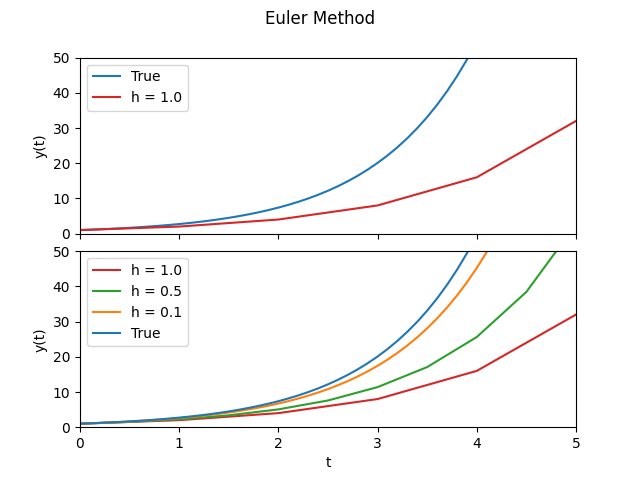 Euler Method
50
40
30
20
10
0
y(t)
True
h = 1.0
50
40
30
20
10
0
y(t)
h = 1.0
h = 0.5
h = 0.1
True
0 1 2 3 4 5
t